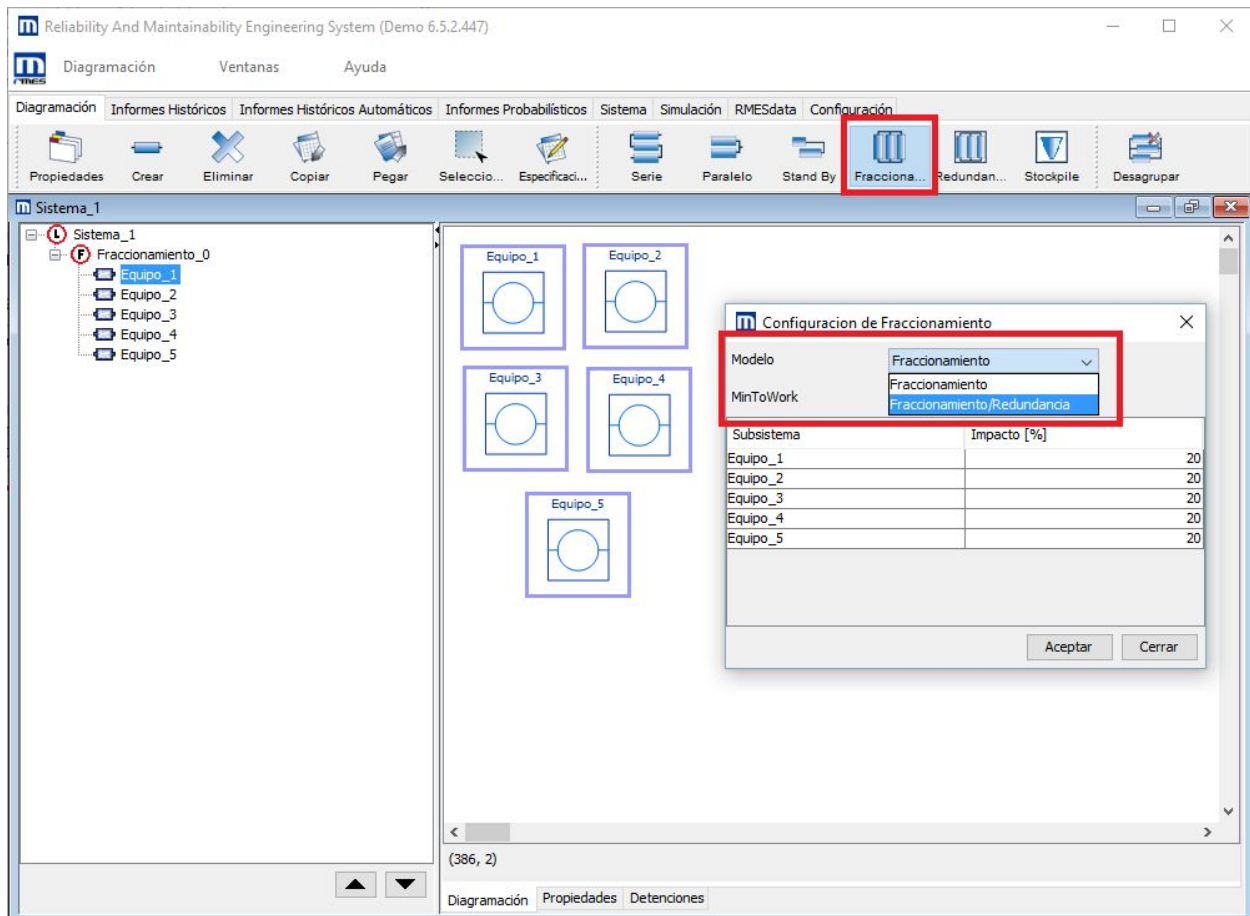 Reliability And Maintainability Engineering System (Demo 6.5.2.447)
rmes Diagramación Ventanas Ayuda
Diagramación Informes Históricos Informes Históricos Automáticos Informes Probabilísticos Sistema Simulación RMESdata Configuración
Propiedades Crear Eliminar Copiar Pegar Seleccio... Especificaci... Serie Paralelo Stand By Fracciona... Redundan... Stockpile Desagrupar
Sistema_1
L Sistema_1
F Fraccionamiento_0
Equipo_1
Equipo_2
Equipo_3
Equipo_4
Equipo_5
Equipo_1 Equipo_2
Equipo_3 Equipo_4
Equipo_5
Configuracion de Fraccionamiento
Modelo Fraccionamiento
Fraccionamiento
MinToWork Fraccionamiento/Redundancia
Subsistema Impacto [%]
Equipo_1 20
Equipo_2 20
Equipo_3 20
Equipo_4 20
Equipo_5 20
Aceptar Cerrar
(386, 2)
Diagramación Propiedades Detenciones